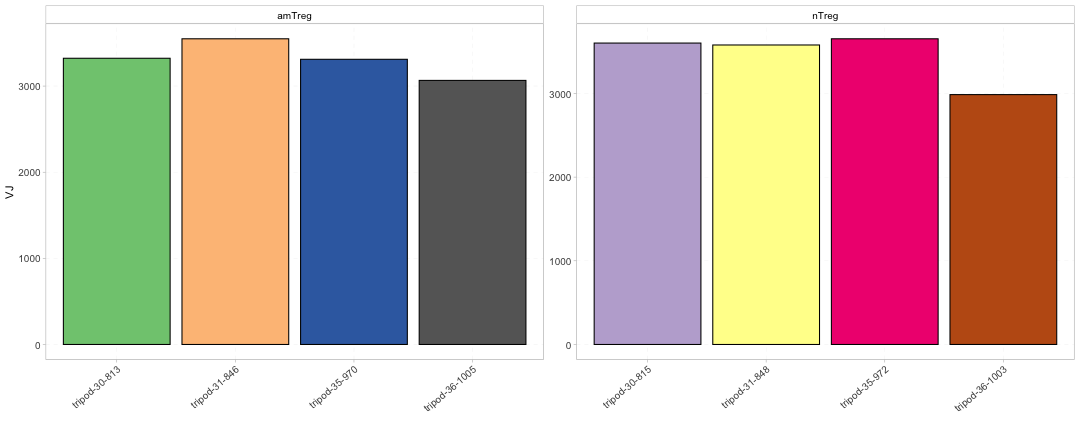 amTreg
nTreg
VJ
3000
2000
1000
0
tripod-30-813
tripod-31-846
tripod-35-970
tripod-36-1005
3000
2000
1000
0
tripod-30-815
tripod-31-848
tripod-35-972
tripod-36-1003